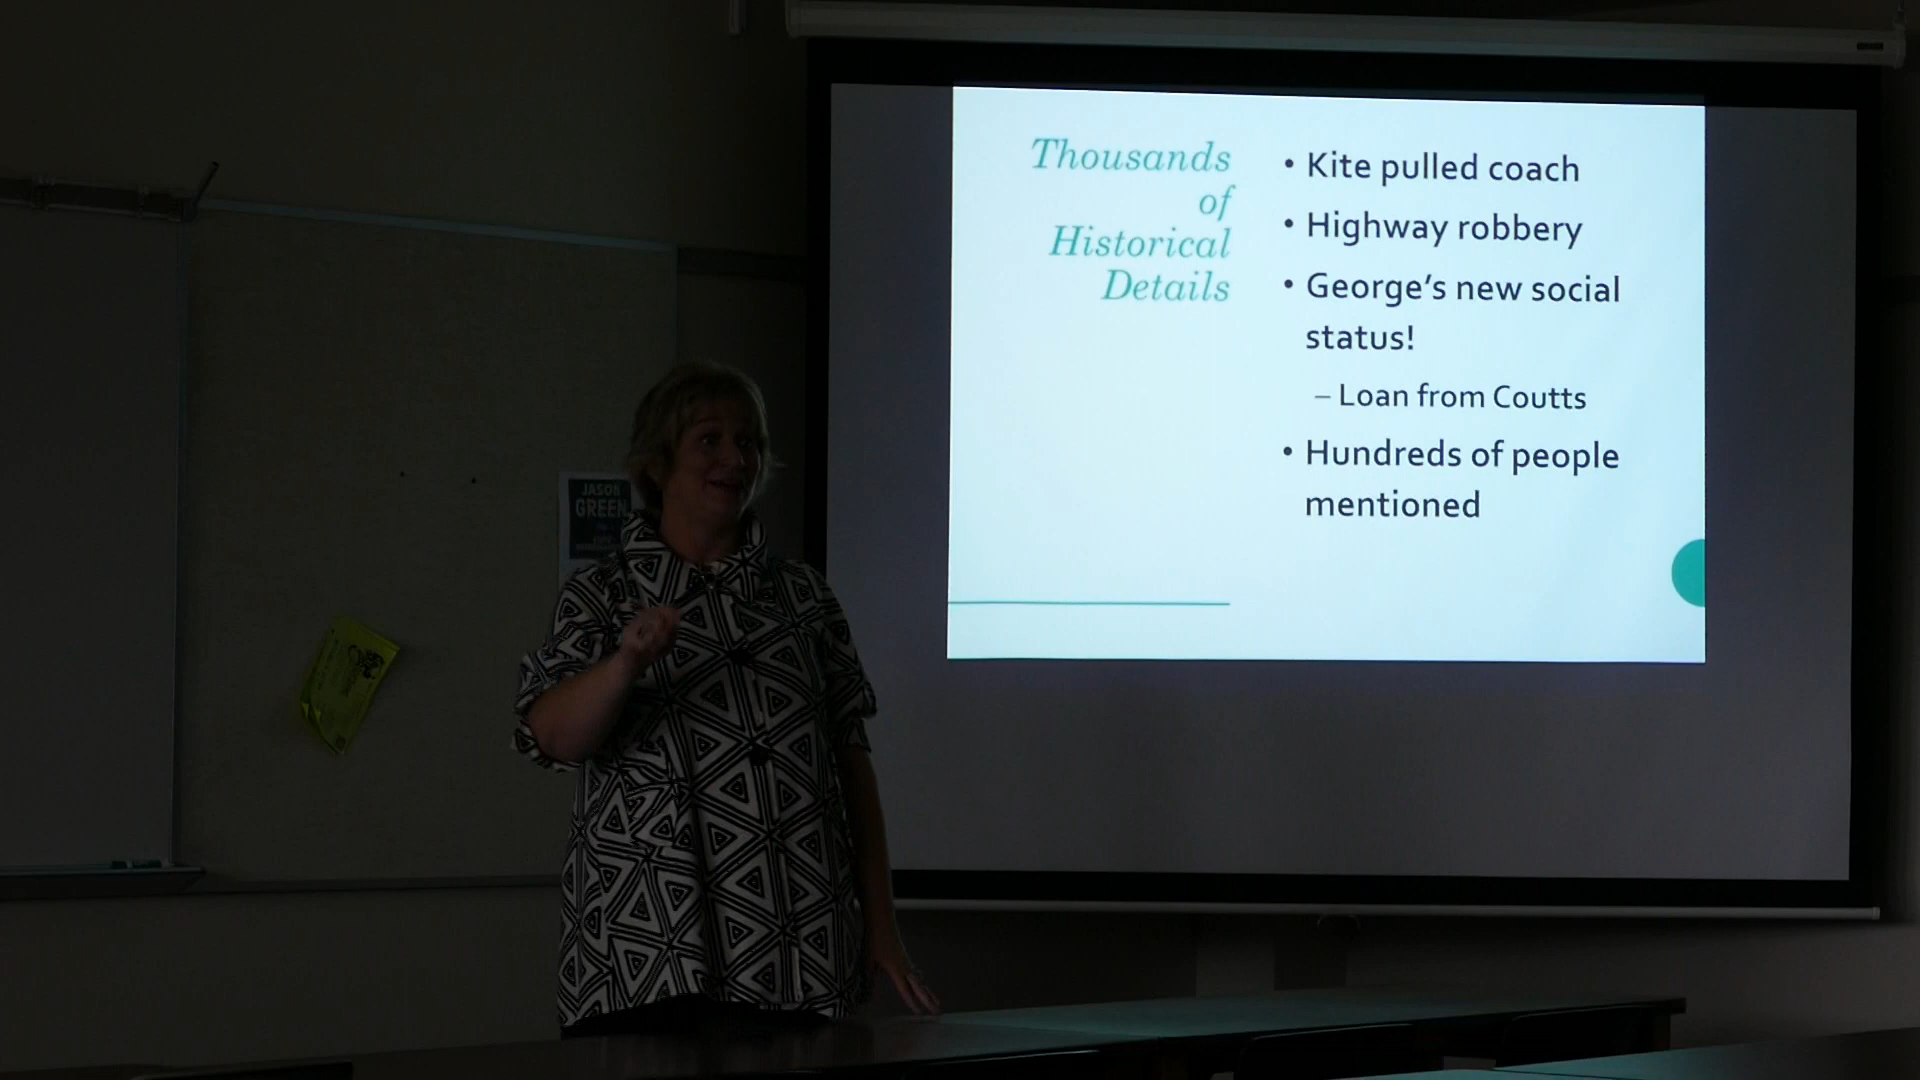 Thousands
of
Historical
Details
• Kite pulled coach
• Highway robbery
• George's new social
status!
– Loan from Coutts
• Hundreds of people
mentioned
JASON
GREEN